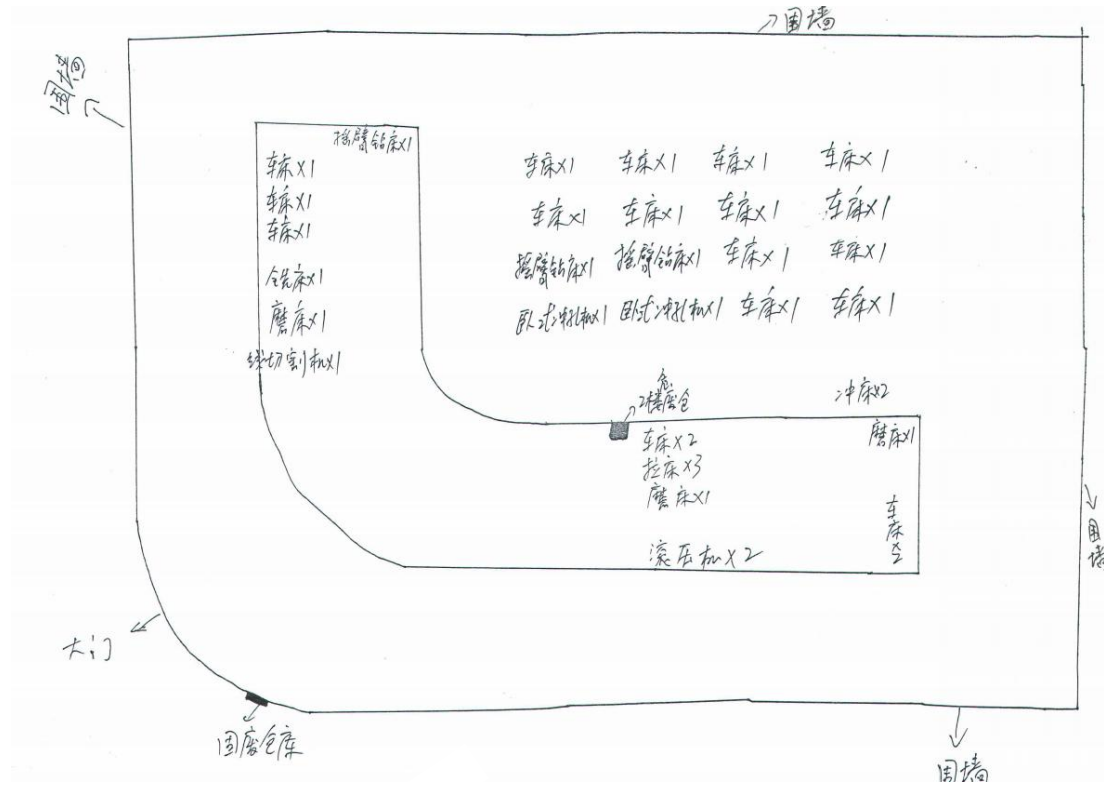 围墙
围墙
摇臂钻床x1
车床x1
车床x1
车床x1
铣床x1
磨床x1
线切割机x1
车床x1 车床x1 车床x1 车床x1
车床x1 车床x1 车床x1 车床x1
摇臂钻床x1 摇臂钻床x1 车床x1 车床x1
卧式冲孔机x1 卧式冲孔机x1 车床x1 车床x1
危
2楼废仓
冲床x2
车床x2
拉床x3
磨床x1
滚压机x2
磨床x1
车床x2
围墙
大门
固废仓库
围墙